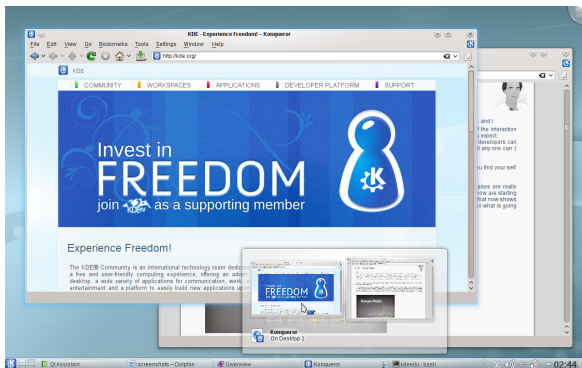 KDE - Experience Freedom! – Konqueror
File Edit View Go Bookmarks Tools Settings Window Help
http://kde.org/
KDE
COMMUNITY WORKSPACES APPLICATIONS DEVELOPER PLATFORM SUPPORT
Invest in
FREEDOM
join KDE as a supporting member
, and I
f the interaction
u expect.
developers can
t any one can 1
u find your self
ases are really
now are starting
that now shows
n what is going
Experience Freedom!
The KDE® Community is an international technology team dedic
a free and user-friendly computing experience, offering an advan
desktop, a wide variety of applications for communication, work, e
entertainment and a platform to easily build new applications upo
FREEDOM
Konqueror
On Desktop 1
Qt Assistant screenshots – Dolphin Gwenview Konqueror kdeedu : bash 02:44